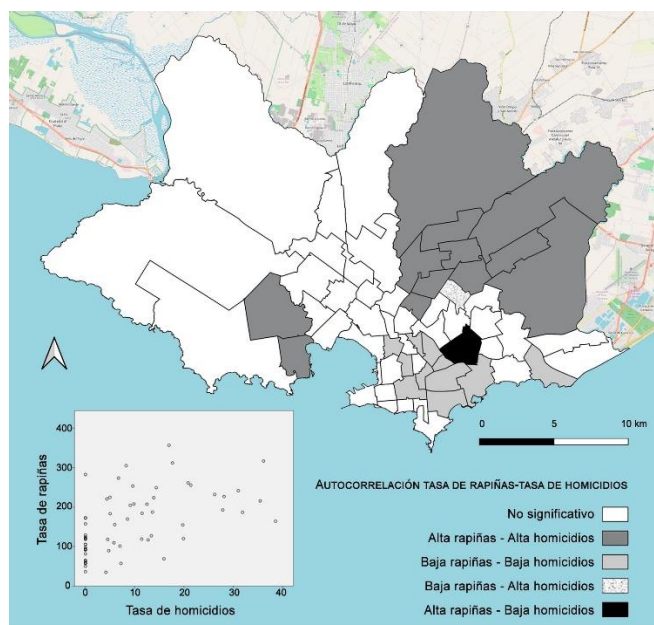 0 5 10 km
AUTOCORRELACIÓN TASA DE RAPIÑAS-TASA DE HOMICIDIOS
No significativo
Alta rapiñas - Alta homicidios
Baja rapiñas - Baja homicidios
Baja rapiñas - Alta homicidios
Alta rapiñas - Baja homicidios
Tasa de rapiñas
400
300
200
100
0
0 10 20 30 40
Tasa de homicidios